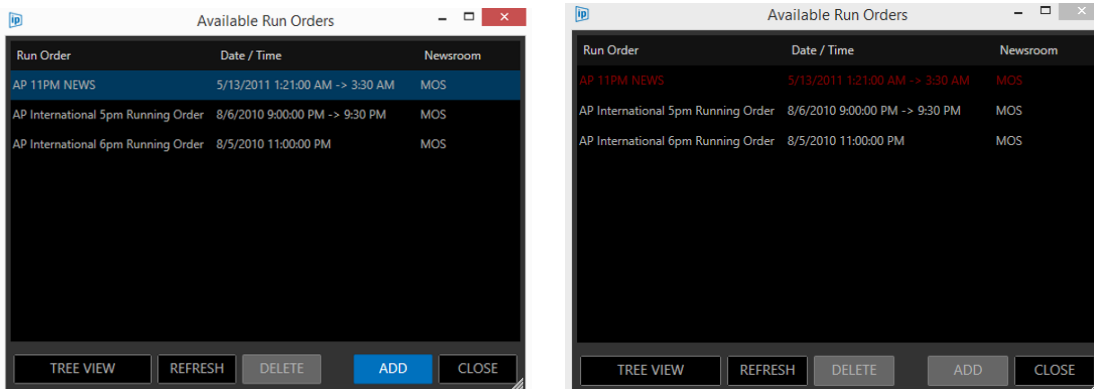 ip Available Run Orders
Run Order Date / Time Newsroom
AP 11PM NEWS 5/13/2011 1:21:00 AM -> 3:30 AM MOS
AP International 5pm Running Order 8/6/2010 9:00:00 PM -> 9:30 PM MOS
AP International 6pm Running Order 8/5/2010 11:00:00 PM MOS
TREE VIEW REFRESH DELETE ADD CLOSE
ip Available Run Orders
Run Order Date / Time Newsroom
AP 11PM NEWS 5/13/2011 1:21:00 AM -> 3:30 AM MOS
AP International 5pm Running Order 8/6/2010 9:00:00 PM -> 9:30 PM MOS
AP International 6pm Running Order 8/5/2010 11:00:00 PM MOS
TREE VIEW REFRESH DELETE ADD CLOSE